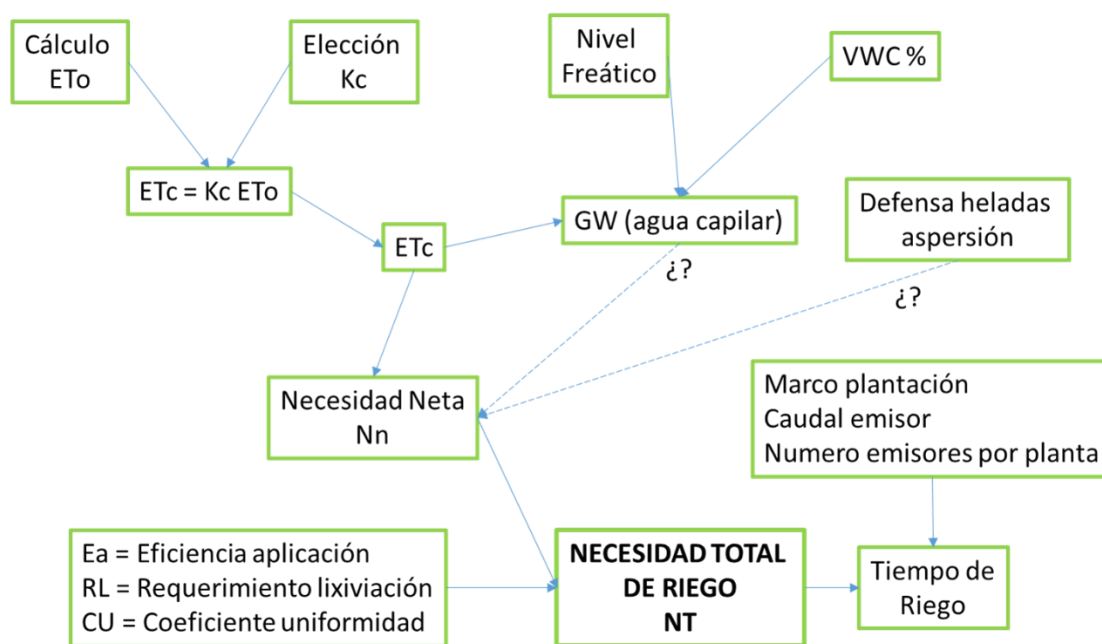 Cálculo
ETo
Elección
Kc
Nivel
Freático
VWC %
ETc = Kc ETo
ETc
GW (agua capilar)
Defensa heladas
aspersión
¿?
¿?
Necesidad Neta
Nn
Marco plantación
Caudal emisor
Numero emisores por planta
Ea = Eficiencia aplicación
RL = Requerimiento lixiviación
CU = Coeficiente uniformidad
NECESIDAD TOTAL
DE RIEGO
NT
Tiempo de
Riego